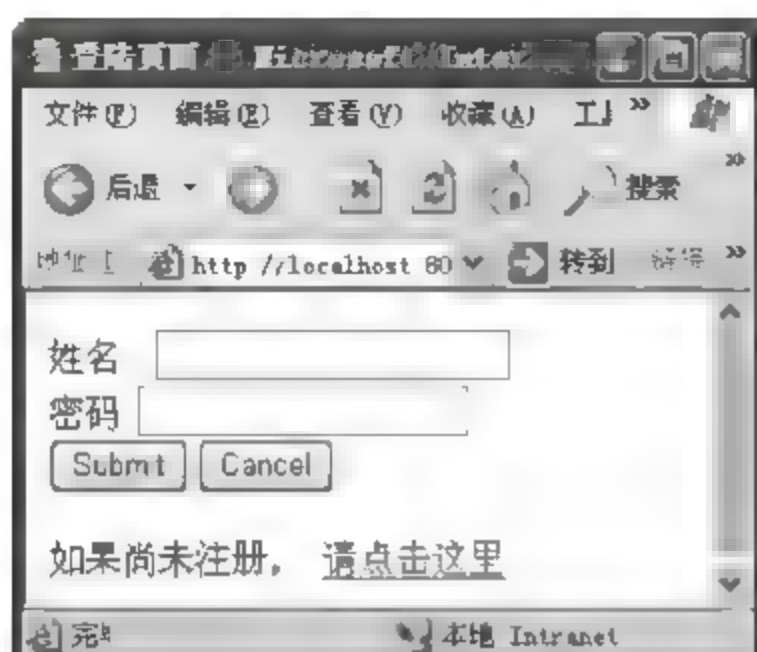 登陆页面
文件(F) 编辑(E) 查看(V) 收藏(A) »
后退 搜索 »
http //localhost 80 转到 »
姓名
密码
Submit Cancel
如果尚未注册, 请点击这里
本地 Intranet